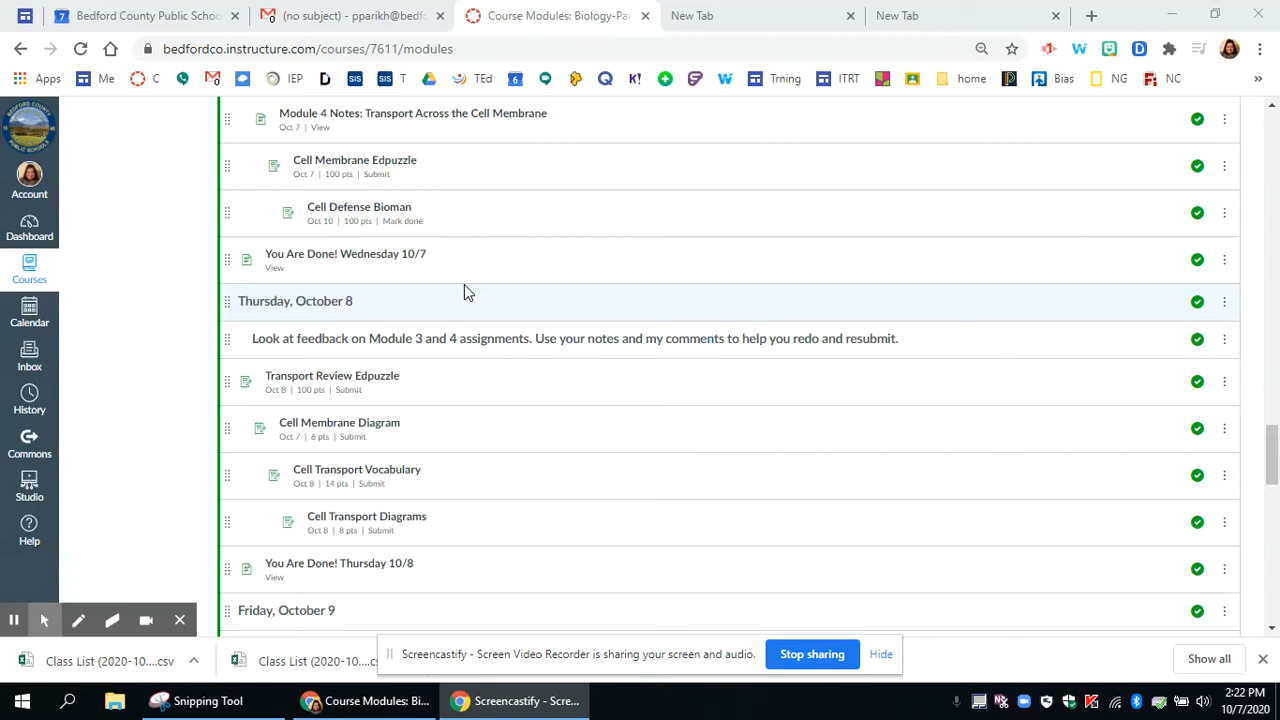 Bedford County Public Schoo
(no subject) - pparikh@bedfo
Course Modules: Biology-Par
New Tab
New Tab
bedfordco.instructure.com/courses/7611/modules
Apps
Me
C
IEP
D
SIS
SIS T
TEd
K!
Trning
ITRT
home
Bias
NG
NC
Account
Dashboard
Courses
Calendar
Inbox
History
Commons
Studio
Help
Module 4 Notes: Transport Across the Cell Membrane
Oct 7 | View
Cell Membrane Edpuzzle
Oct 7 | 100 pts | Submit
Cell Defense Bioman
Oct 10 | 100 pts | Mark done
You Are Done! Wednesday 10/7
View
Thursday, October 8
Look at feedback on Module 3 and 4 assignments. Use your notes and my comments to help you redo and resubmit.
Transport Review Edpuzzle
Oct 8 | 100 pts | Submit
Cell Membrane Diagram
Oct 7 | 6 pts | Submit
Cell Transport Vocabulary
Oct 8 | 14 pts | Submit
Cell Transport Diagrams
Oct 8 | 8 pts | Submit
You Are Done! Thursday 10/8
View
Friday, October 9
Screencastify - Screen Video Recorder is sharing your screen and audio.
Stop sharing
Hide
Class List (2020-10....csv
Class List (2020-10....cs
Show all
Snipping Tool
Course Modules: Bi...
Screencastify - Scre...
2:22 PM
10/7/2020